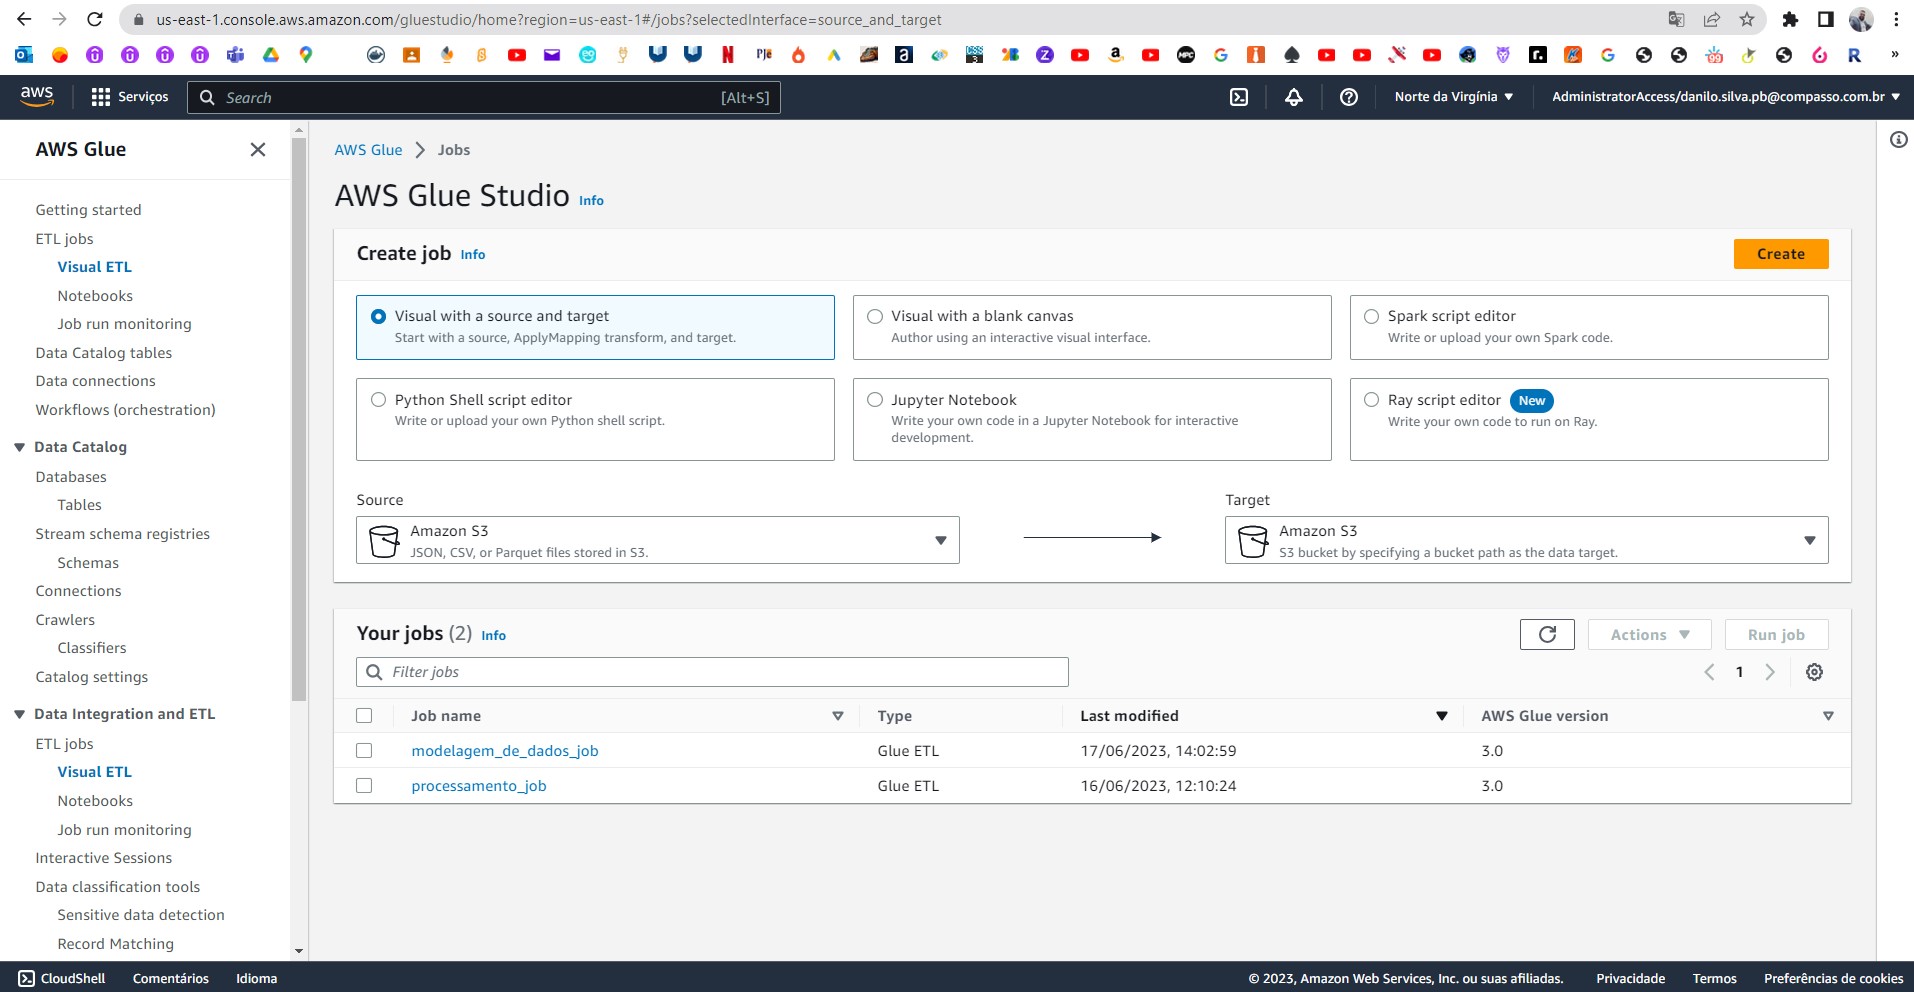 us-east-1.console.aws.amazon.com/gluestudio/home?region=us-east-1#/jobs?selectedInterface=source_and_target
aws
Serviços
Search
[Alt+S]
Norte da Virgínia
AdministratorAccess/danilo.silva.pb@compasso.com.br
AWS Glue
Getting started
ETL jobs
Visual ETL
Notebooks
Job run monitoring
Data Catalog tables
Data connections
Workflows (orchestration)
Data Catalog
Databases
Tables
Stream schema registries
Schemas
Connections
Crawlers
Classifiers
Catalog settings
Data Integration and ETL
ETL jobs
Visual ETL
Notebooks
Job run monitoring
Interactive Sessions
Data classification tools
Sensitive data detection
Record Matching
AWS Glue > Jobs
AWS Glue Studio Info
Create job Info
Create
Visual with a source and target
Start with a source, ApplyMapping transform, and target.
Visual with a blank canvas
Author using an interactive visual interface.
Spark script editor
Write or upload your own Spark code.
Python Shell script editor
Write or upload your own Python shell script.
Jupyter Notebook
Write your own code in a Jupyter Notebook for interactive
development.
Ray script editor New
Write your own code to run on Ray.
Source
Amazon S3
JSON, CSV, or Parquet files stored in S3.
Target
Amazon S3
S3 bucket by specifying a bucket path as the data target.
Your jobs (2) Info
Actions
Run job
Filter jobs
1
Job name Type Last modified AWS Glue version
modelagem_de_dados_job Glue ETL 17/06/2023, 14:02:59 3.0
processamento_job Glue ETL 16/06/2023, 12:10:24 3.0
CloudShell Comentários Idioma
© 2023, Amazon Web Services, Inc. ou suas afiliadas. Privacidade Termos Preferências de cookies